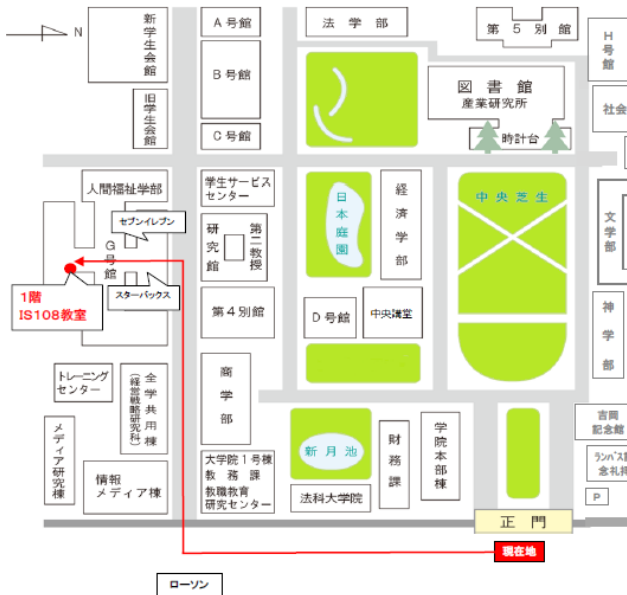 N
新学生会館
旧学生会館
A号館
B号館
C号館
法学部
第5別館
H号館
図書館
産業研究所
時計台
社会
人間福祉学部
セブンイレブン
G号館
スターバックス
1階
IS108教室
学生サービス
センター
研究館
第二教授
第4別館
日本庭園
経済学部
中央芝生
文学部
D号館
中央講堂
神学部
トレーニング
センター
全学共用棟
(経営戦略研究科)
商学部
メディア研究棟
情報
メディア棟
大学院1号棟
教務課
教職教育
研究センター
新月池
法科大学院
財務課
学院本部棟
吉岡
記念館
ランバス記
念礼拝
P
正門
現在地
ローソン